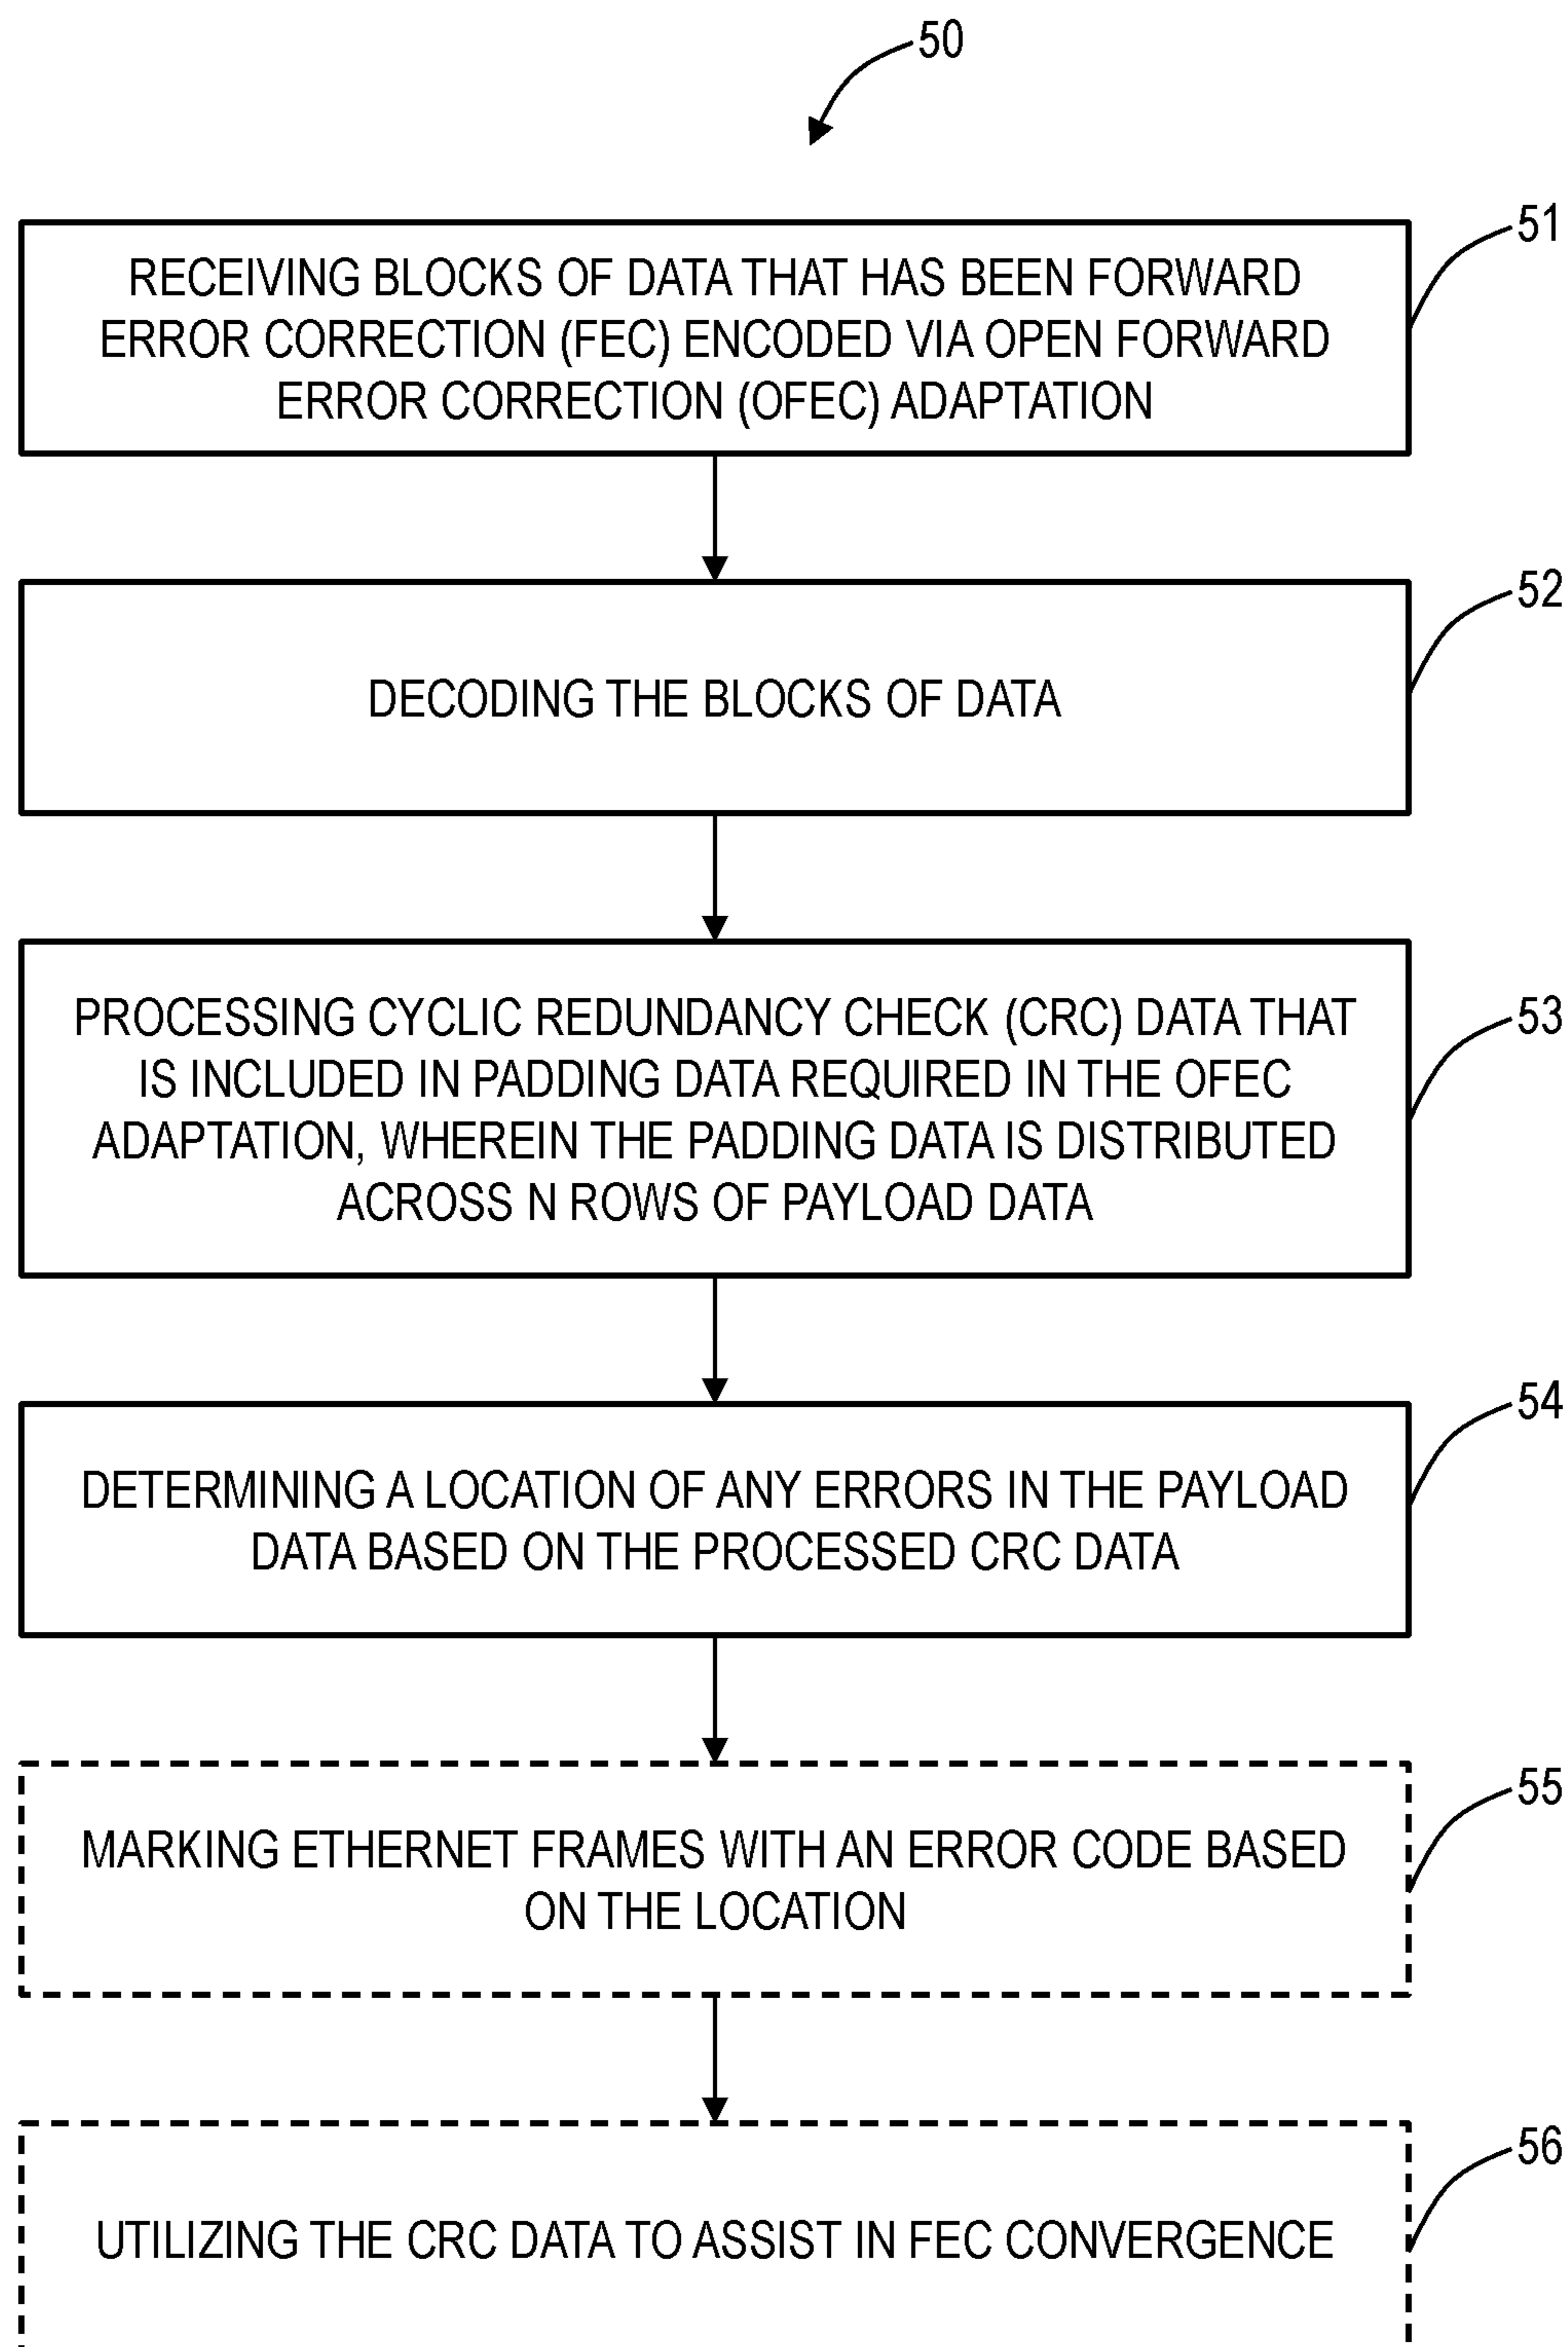 50
51
RECEIVING BLOCKS OF DATA THAT HAS BEEN FORWARD
ERROR CORRECTION (FEC) ENCODED VIA OPEN FORWARD
ERROR CORRECTION (OFEC) ADAPTATION
52
DECODING THE BLOCKS OF DATA
53
PROCESSING CYCLIC REDUNDANCY CHECK (CRC) DATA THAT
IS INCLUDED IN PADDING DATA REQUIRED IN THE OFEC
ADAPTATION, WHEREIN THE PADDING DATA IS DISTRIBUTED
ACROSS N ROWS OF PAYLOAD DATA
54
DETERMINING A LOCATION OF ANY ERRORS IN THE PAYLOAD
DATA BASED ON THE PROCESSED CRC DATA
55
MARKING ETHERNET FRAMES WITH AN ERROR CODE BASED
ON THE LOCATION
56
UTILIZING THE CRC DATA TO ASSIST IN FEC CONVERGENCE